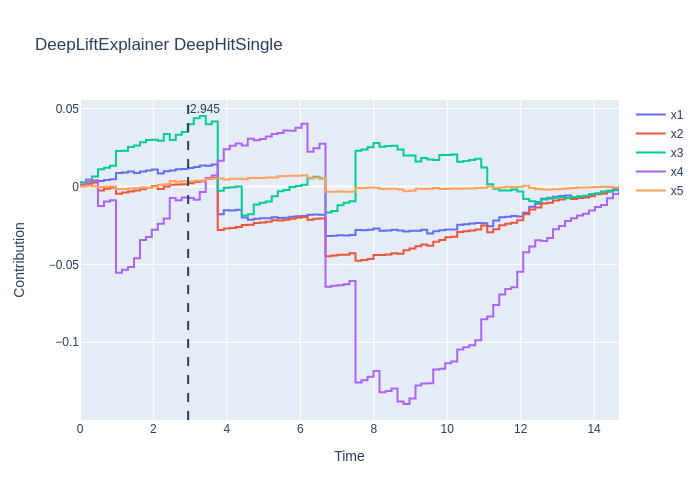 DeepLiftExplainer DeepHitSingle
2.945
0.05
0
−0.05
−0.1
0
2
4
6
8
10
12
14
Time
Contribution
x1
x2
x3
x4
x5